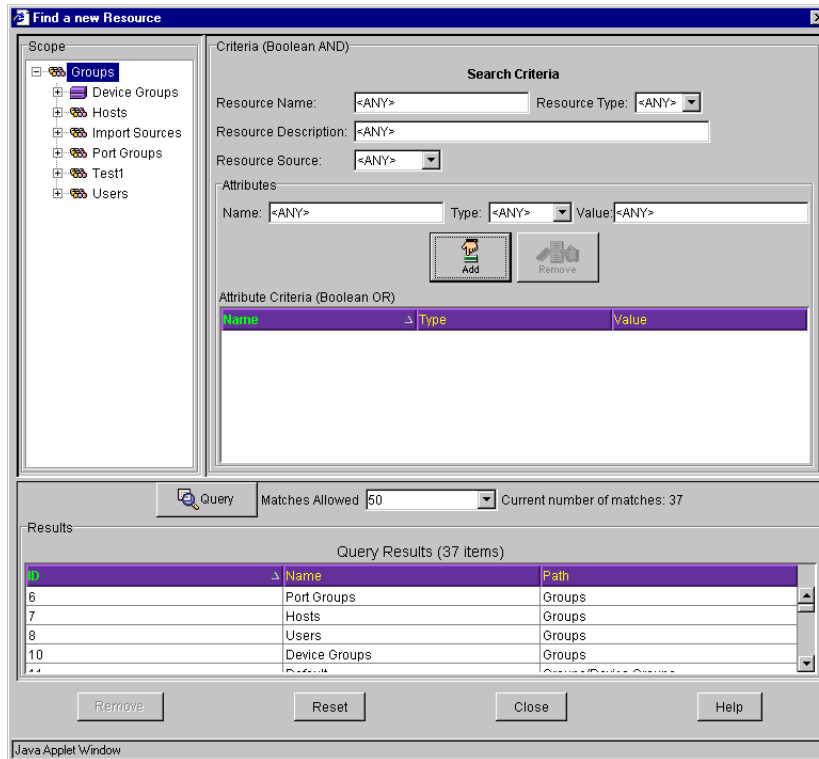 Find a new Resource
Scope
Groups
Device Groups
Hosts
Import Sources
Port Groups
Test1
Users
Criteria (Boolean AND)
Search Criteria
Resource Name: <ANY> Resource Type: <ANY>
Resource Description: <ANY>
Resource Source: <ANY>
Attributes
Name: <ANY> Type: <ANY> Value: <ANY>
Add Remove
Attribute Criteria (Boolean OR)
Name Type Value
Query Matches Allowed 50 Current number of matches: 37
Results
Query Results (37 items)
ID Name Path
6 Port Groups Groups
7 Hosts Groups
8 Users Groups
10 Device Groups Groups
Default Groups/Device Groups
Remove Reset Close Help
Java Applet Window